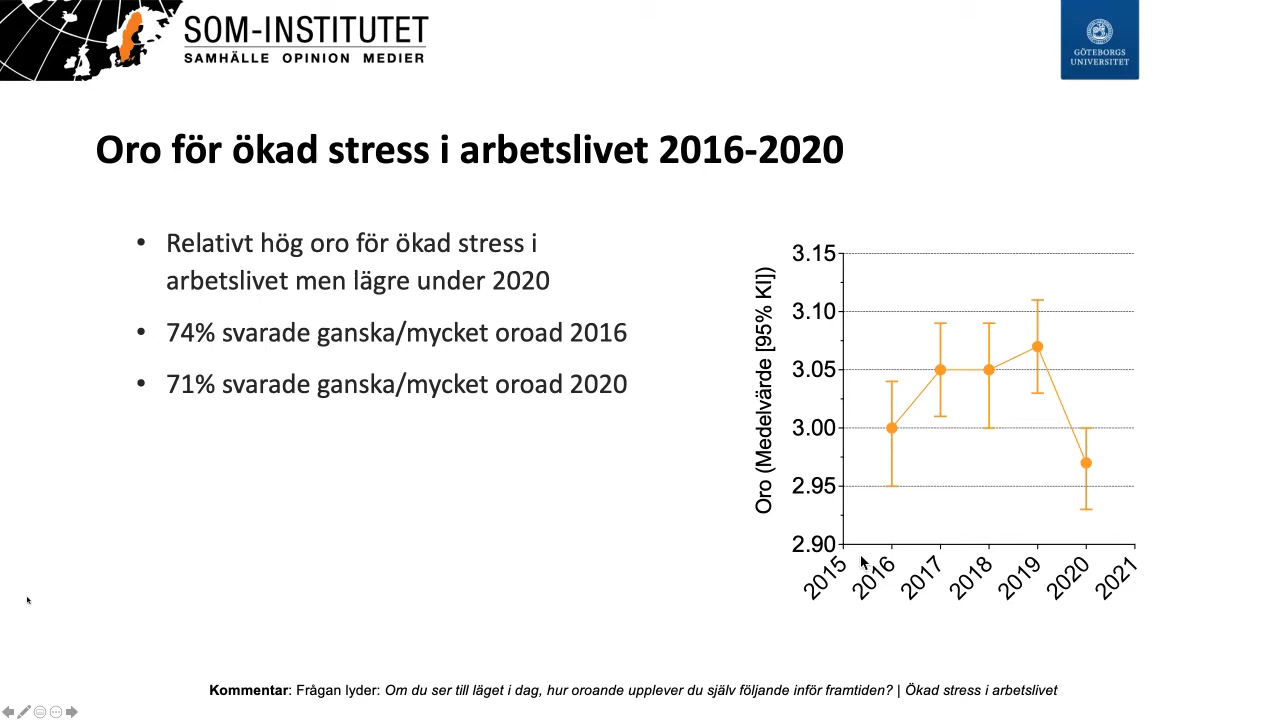 SOM-INSTITUTET
SAMHÄLLE OPINION MEDIER
GÖTEBORGS
UNIVERSITET
Oro för ökad stress i arbetslivet 2016-2020
• Relativt hög oro för ökad stress i
arbetslivet men lägre under 2020
• 74% svarade ganska/mycket oroad 2016
• 71% svarade ganska/mycket oroad 2020
Oro (Medelvärde [95% KI])
3.15
3.10
3.05
3.00
2.95
2.90
2015
2016
2017
2018
2019
2020
2021
Kommentar: Frågan lyder: Om du ser till läget i dag, hur oroande upplever du själv följande inför framtiden? | Ökad stress i arbetslivet